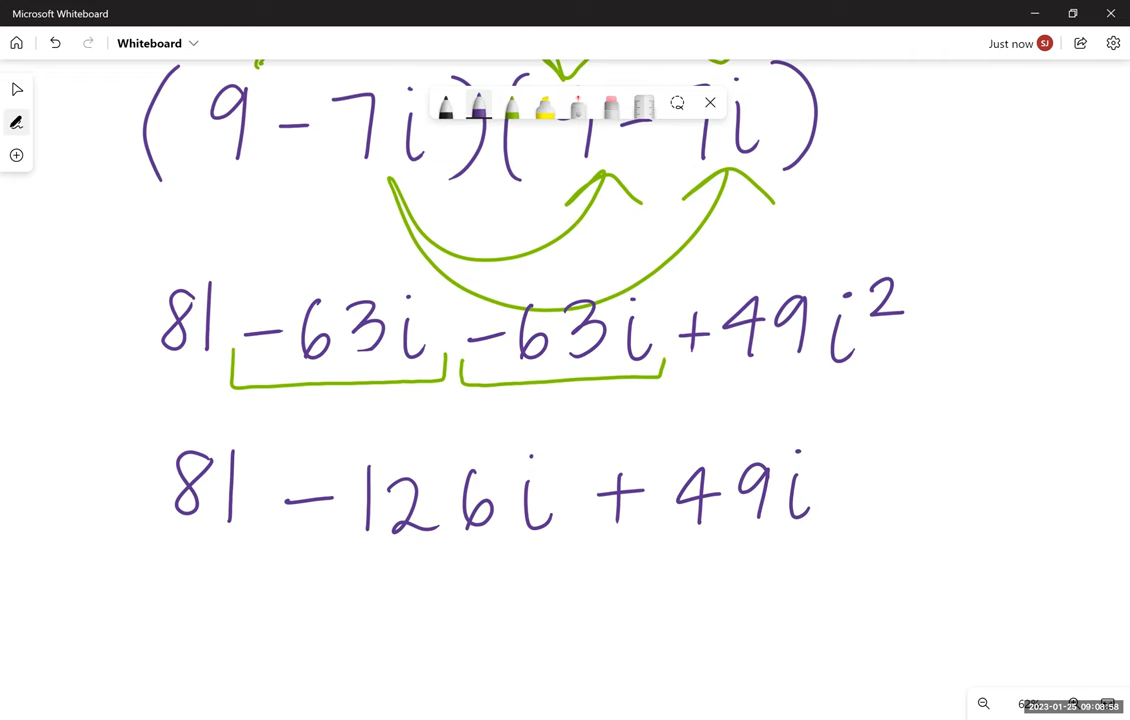 Microsoft Whiteboard
Whiteboard
Just now SJ
(9 - 7i)( - 7i)
81 - 63i - 63i + 49i²
81 - 126i + 49i
2023-01-25 09:08:58